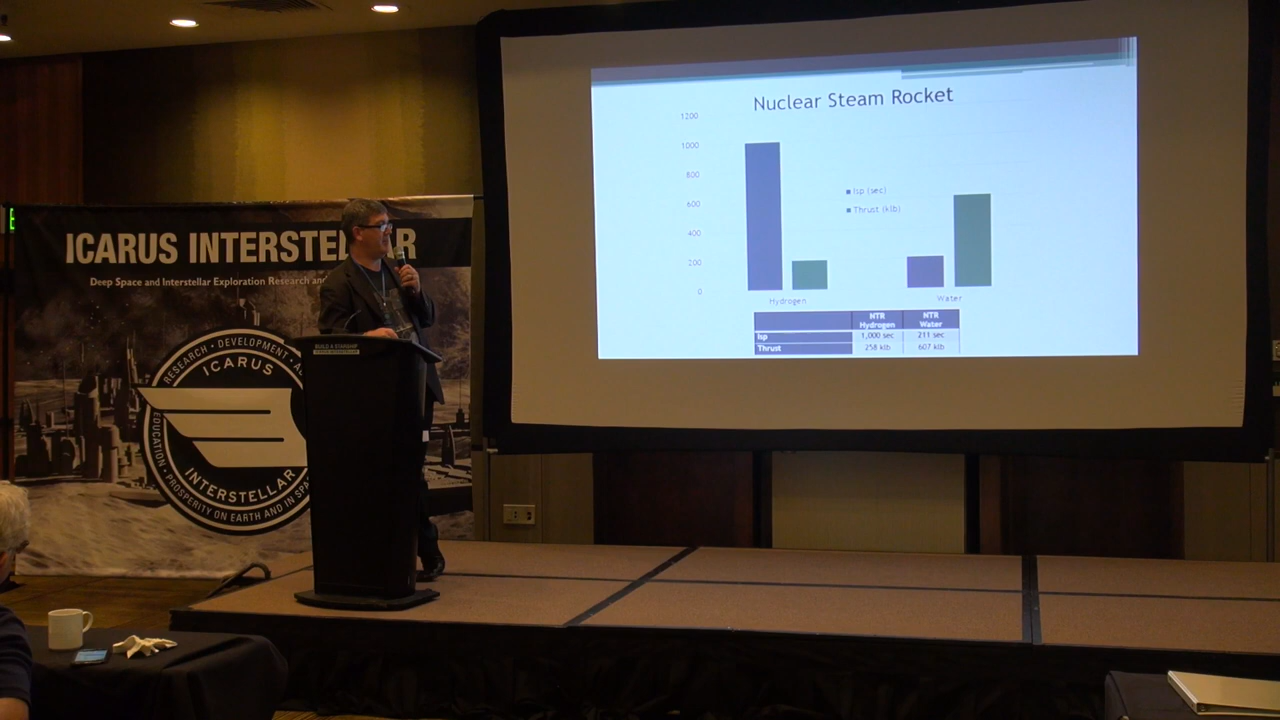 E
ICARUS INTERSTELLAR
Deep Space and Interstellar Exploration Research and
RESEARCH • DEVELOPMENT •
ICARUS
INTERSTELLAR
EDUCATION • PROSPERITY ON EARTH AND IN SPA
BUILD A STARSHIP
Nuclear Steam Rocket
1200
1000
800
600
400
200
0
Isp (sec)
Thrust (klb)
Hydrogen
Water
NTR Hydrogen NTR Water
Isp 1,000 sec 211 sec
Thrust 258 klb 607 klb